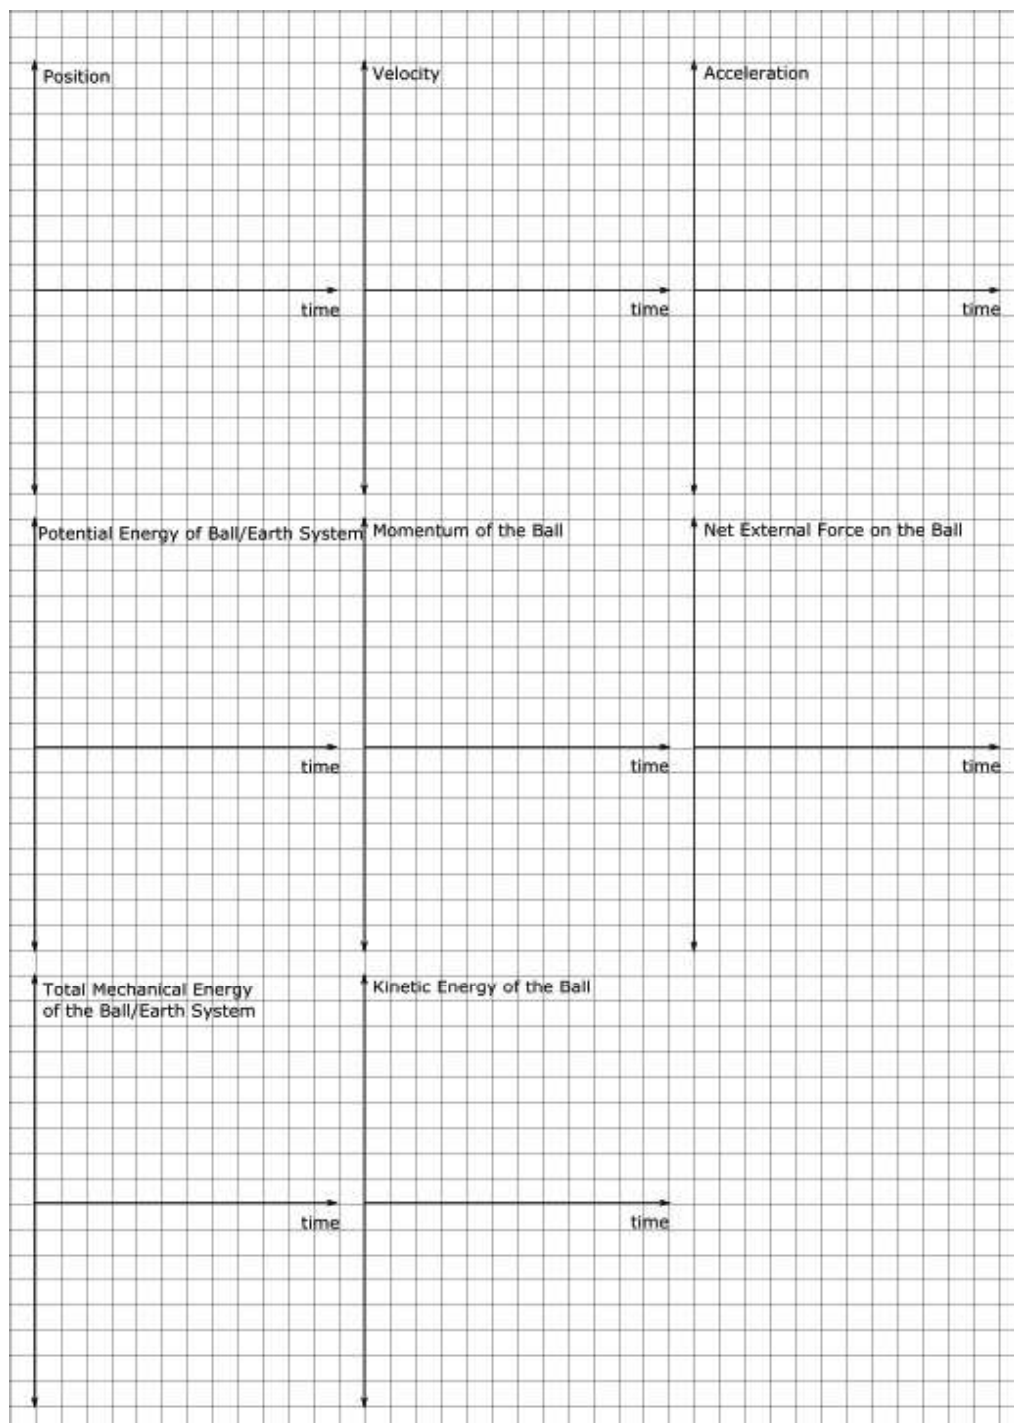 Position
Velocity
Acceleration
time
time
time
Potential Energy of Ball/Earth System
Momentum of the Ball
Net External Force on the Ball
time
time
time
Total Mechanical Energy
of the Ball/Earth System
Kinetic Energy of the Ball
time
time